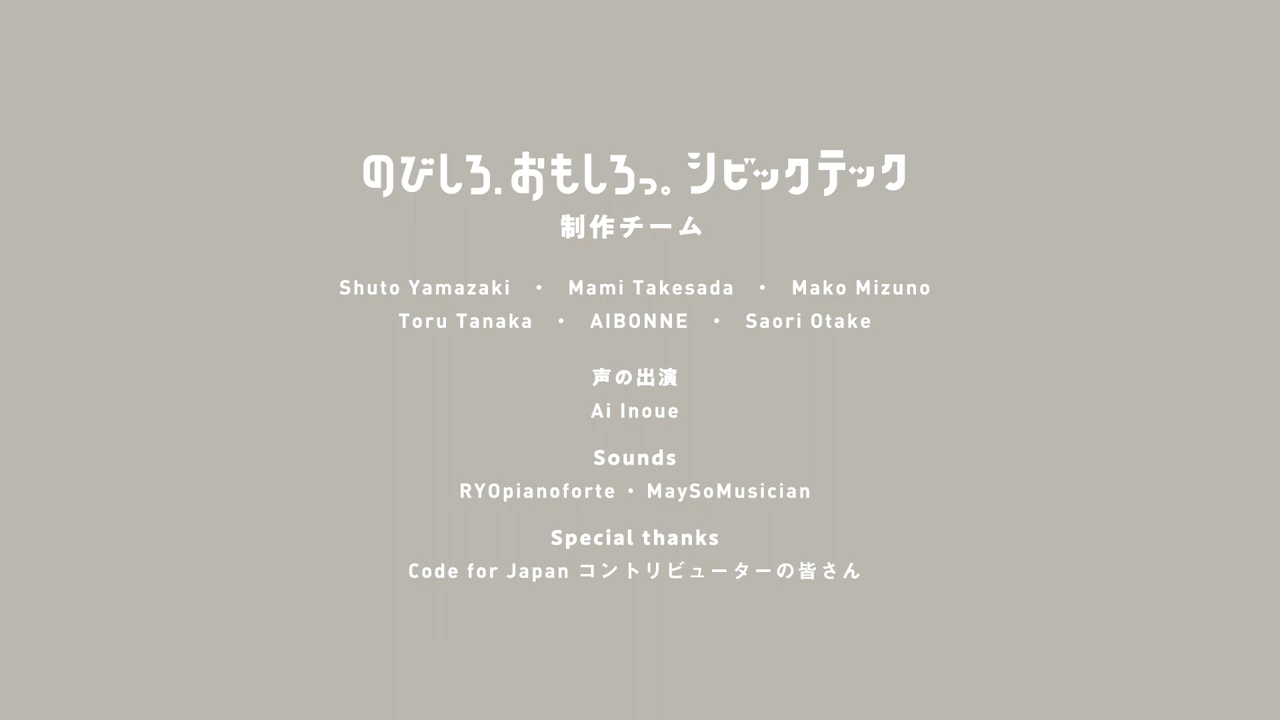 のびしろ、おもしろっ。シビックテック
制作チーム
Shuto Yamazaki ・ Mami Takesada ・ Mako Mizuno
Toru Tanaka ・ AIBONNE ・ Saori Otake
声の出演
Ai Inoue
Sounds
RYOpianoforte ・ MaySoMusician
Special thanks
Code for Japan コントリビューターの皆さん